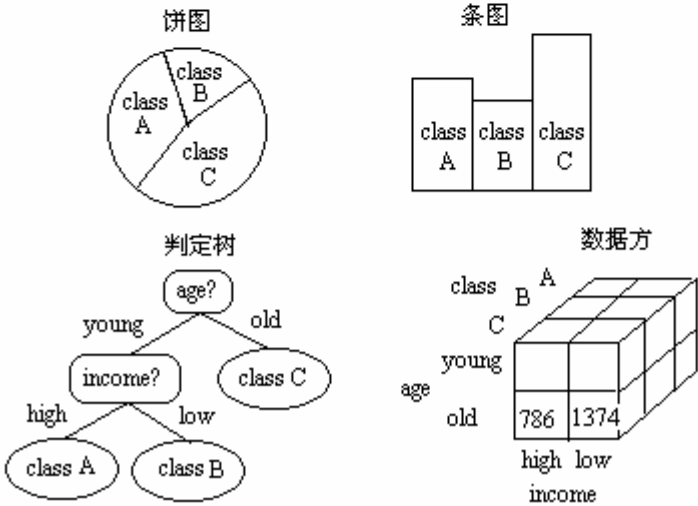 饼图
class
B
class
A
class
C
条图
class
A
class
B
class
C
判定树
age?
young
old
income?
class C
high
low
class A
class B
数据方
class
A
B
C
young
age
old
786
1374
high low
income